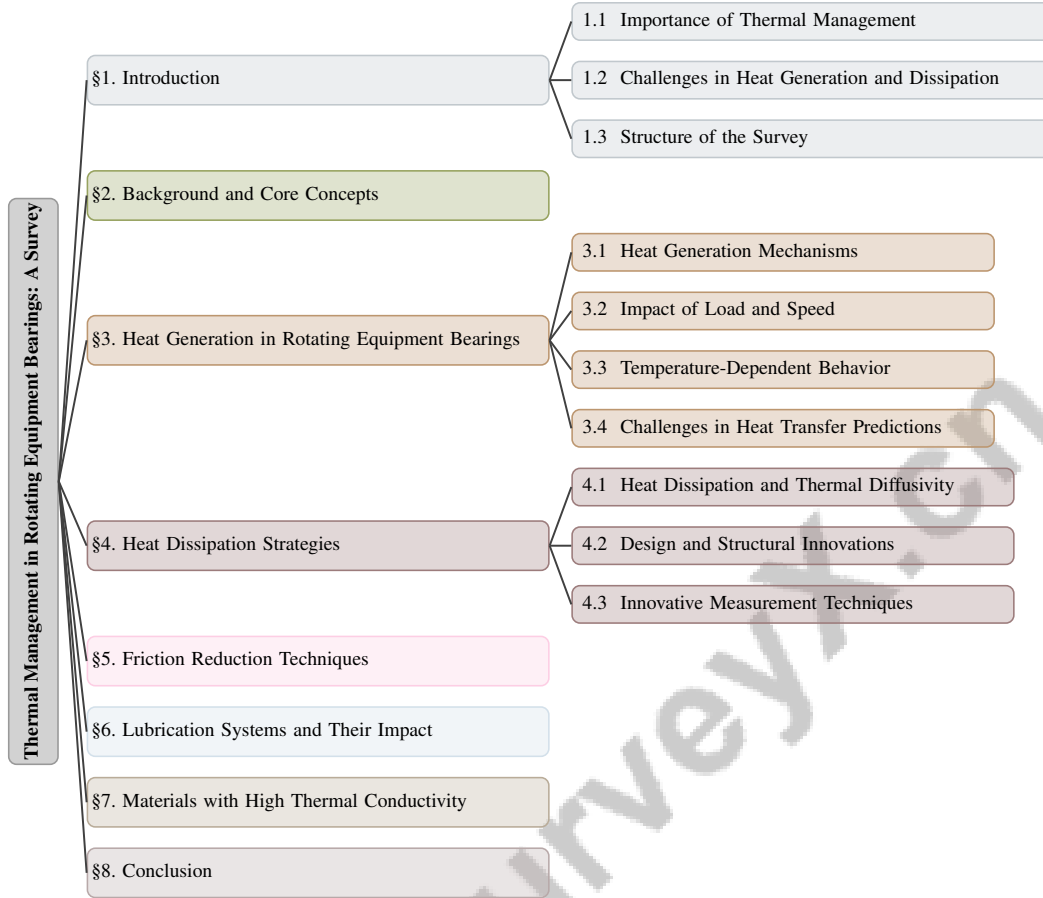 Thermal Management in Rotating Equipment Bearings: A Survey
§1. Introduction
1.1 Importance of Thermal Management
1.2 Challenges in Heat Generation and Dissipation
1.3 Structure of the Survey
§2. Background and Core Concepts
§3. Heat Generation in Rotating Equipment Bearings
3.1 Heat Generation Mechanisms
3.2 Impact of Load and Speed
3.3 Temperature-Dependent Behavior
3.4 Challenges in Heat Transfer Predictions
§4. Heat Dissipation Strategies
4.1 Heat Dissipation and Thermal Diffusivity
4.2 Design and Structural Innovations
4.3 Innovative Measurement Techniques
§5. Friction Reduction Techniques
§6. Lubrication Systems and Their Impact
§7. Materials with High Thermal Conductivity
§8. Conclusion
urveyX.cn